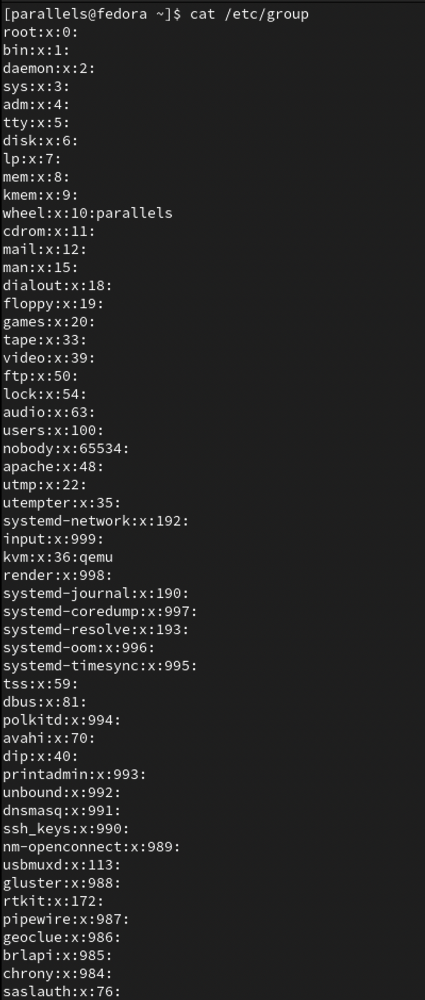 [parallels@fedora ~]$ cat /etc/group
root:x:0:
bin:x:1:
daemon:x:2:
sys:x:3:
adm:x:4:
tty:x:5:
disk:x:6:
lp:x:7:
mem:x:8:
kmem:x:9:
wheel:x:10:parallels
cdrom:x:11:
mail:x:12:
man:x:15:
dialout:x:18:
floppy:x:19:
games:x:20:
tape:x:33:
video:x:39:
ftp:x:50:
lock:x:54:
audio:x:63:
users:x:100:
nobody:x:65534:
apache:x:48:
utmp:x:22:
utempter:x:35:
systemd-network:x:192:
input:x:999:
kvm:x:36:qemu
render:x:998:
systemd-journal:x:190:
systemd-coredump:x:997:
systemd-resolve:x:193:
systemd-oom:x:996:
systemd-timesync:x:995:
tss:x:59:
dbus:x:81:
polkitd:x:994:
avahi:x:70:
dip:x:40:
printadmin:x:993:
unbound:x:992:
dnsmasq:x:991:
ssh_keys:x:990:
nm-openconnect:x:989:
usbmuxd:x:113:
gluster:x:988:
rtkit:x:172:
pipewire:x:987:
geoclue:x:986:
brlapi:x:985:
chrony:x:984:
saslauth:x:76: